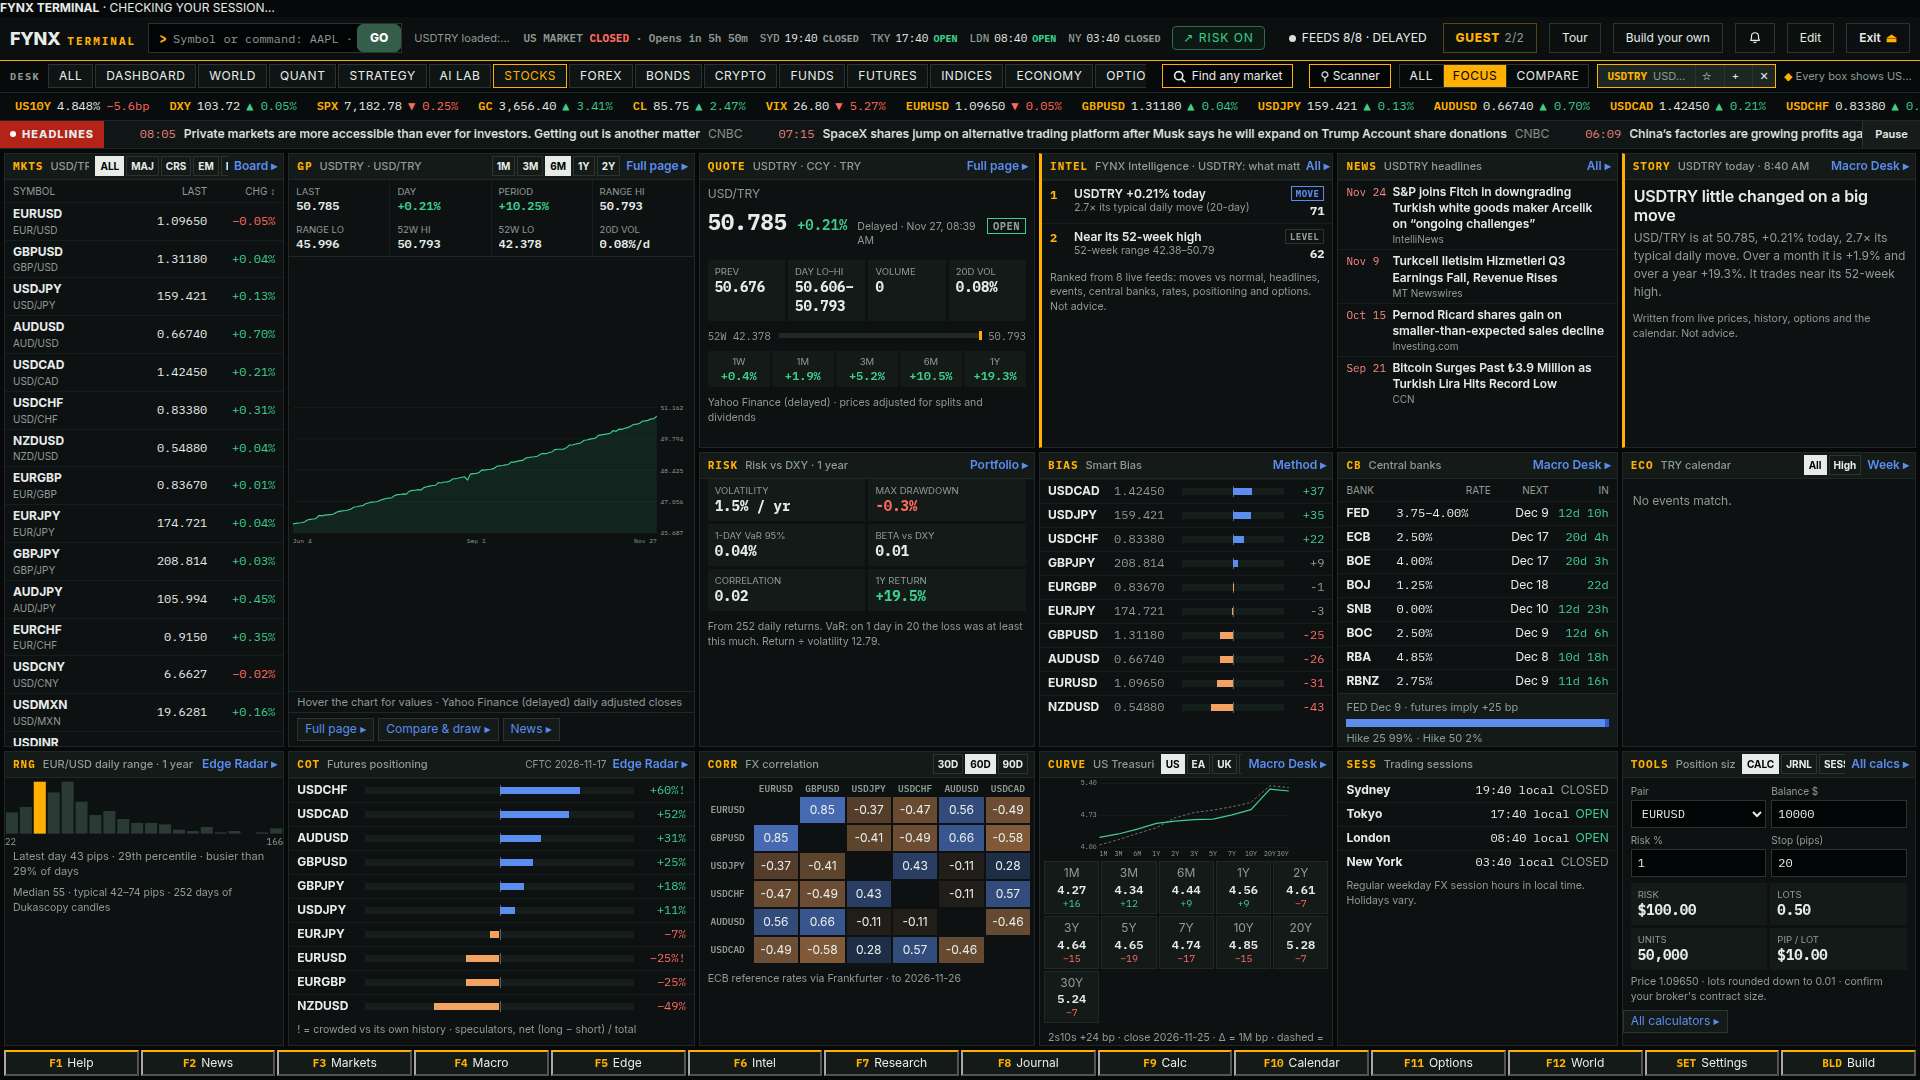 FYNX TERMINAL · CHECKING YOUR SESSION...
FYNX TERMINAL > Symbol or command: AAPL · GO USDTRY loaded:... US MARKET CLOSED · Opens in 5h 50m SYD 19:40 CLOSED TKY 17:40 OPEN LDN 08:40 OPEN NY 03:40 CLOSED ↗ RISK ON ● FEEDS 8/8 · DELAYED GUEST 2/2 Tour Build your own Edit Exit ⏏
DESK ALL DASHBOARD WORLD QUANT STRATEGY AI LAB STOCKS FOREX BONDS CRYPTO FUNDS FUTURES INDICES ECONOMY OPTIO Find any market Scanner ALL FOCUS COMPARE USDTRY USD... ☆ + ✕ ◆ Every box shows US...
US10Y 4.848% −5.6bp DXY 103.72 ▲ 0.05% SPX 7,182.78 ▼ 0.25% GC 3,656.40 ▲ 3.41% CL 85.75 ▲ 2.47% VIX 26.80 ▼ 5.27% EURUSD 1.09650 ▼ 0.05% GBPUSD 1.31180 ▲ 0.04% USDJPY 159.421 ▲ 0.13% AUDUSD 0.66740 ▲ 0.70% USDCAD 1.42450 ▲ 0.21% USDCHF 0.83380 ▲ 0.
● HEADLINES 08:05 Private markets are more accessible than ever for investors. Getting out is another matter CNBC 07:15 SpaceX shares jump on alternative trading platform after Musk says he will expand on Trump Account share donations CNBC 06:09 China's factories are growing profits aga Pause
MKTS USD/TR ALL MAJ CRS EM Board ▸
SYMBOL LAST CHG ↕
EURUSD 1.09650 −0.05%
EUR/USD
GBPUSD 1.31180 +0.04%
GBP/USD
USDJPY 159.421 +0.13%
USD/JPY
AUDUSD 0.66740 +0.70%
AUD/USD
USDCAD 1.42450 +0.21%
USD/CAD
USDCHF 0.83380 +0.31%
USD/CHF
NZDUSD 0.54880 +0.04%
NZD/USD
EURGBP 0.83670 +0.01%
EUR/GBP
EURJPY 174.721 +0.04%
EUR/JPY
GBPJPY 208.814 +0.03%
GBP/JPY
AUDJPY 105.994 +0.45%
AUD/JPY
EURCHF 0.9150 +0.35%
EUR/CHF
USDCNY 6.6627 −0.02%
USD/CNY
USDMXN 19.6281 +0.16%
USD/MXN
USDINR
GP USDTRY · USD/TRY 1M 3M 6M 1Y 2Y Full page ▸
LAST DAY PERIOD RANGE HI
50.785 +0.21% +10.25% 50.793
RANGE LO 52W HI 52W LO 20D VOL
45.996 50.793 42.378 0.08%/d
51.162
49.794
48.425
47.056
45.687
Jun 4 Sep 1 Nov 27
Hover the chart for values · Yahoo Finance (delayed) daily adjusted closes
Full page ▸ Compare & draw ▸ News ▸
QUOTE USDTRY · CCY · TRY Full page ▸
USD/TRY
50.785 +0.21% Delayed · Nov 27, 08:39 AM OPEN
PREV DAY LO–HI VOLUME 20D VOL
50.676 50.606–50.793 0 0.08%
52W 42.378 50.793
1W 1M 3M 6M 1Y
+0.4% +1.9% +5.2% +10.5% +19.3%
Yahoo Finance (delayed) · prices adjusted for splits and
dividends
INTEL FYNX Intelligence · USDTRY: what matt All ▸
1 USDTRY +0.21% today MOVE
2.7× its typical daily move (20-day) 71
2 Near its 52-week high LEVEL
52-week range 42.38–50.79 62
Ranked from 8 live feeds: moves vs normal, headlines,
events, central banks, rates, positioning and options.
Not advice.
NEWS USDTRY headlines All ▸
Nov 24 S&P joins Fitch in downgrading
Turkish white goods maker Arcelik
on “ongoing challenges”
IntelliNews
Nov 9 Turkcell Iletisim Hizmetleri Q3
Earnings Fall, Revenue Rises
MT Newswires
Oct 15 Pernod Ricard shares gain on
smaller-than-expected sales decline
Investing.com
Sep 21 Bitcoin Surges Past ₺3.9 Million as
Turkish Lira Hits Record Low
CCN
STORY USDTRY today · 8:40 AM Macro Desk ▸
USDTRY little changed on a big
move
USD/TRY is at 50.785, +0.21% today, 2.7× its
typical daily move. Over a month it is +1.9% and
over a year +19.3%. It trades near its 52-week
high.
Written from live prices, history, options and the
calendar. Not advice.
RISK Risk vs DXY · 1 year Portfolio ▸
VOLATILITY MAX DRAWDOWN
1.5% / yr -0.3%
1-DAY VaR 95% BETA vs DXY
0.04% 0.01
CORRELATION 1Y RETURN
0.02 +19.5%
From 252 daily returns. VaR: on 1 day in 20 the loss was at least
this much. Return ÷ volatility 12.79.
BIAS Smart Bias Method ▸
USDCAD 1.42450 +37
USDJPY 159.421 +35
USDCHF 0.83380 +22
GBPJPY 208.814 +9
EURGBP 0.83670 -1
EURJPY 174.721 -3
GBPUSD 1.31180 -25
AUDUSD 0.66740 -26
EURUSD 1.09650 -31
NZDUSD 0.54880 -43
CB Central banks Macro Desk ▸
BANK RATE NEXT IN
FED 3.75–4.00% Dec 9 12d 10h
ECB 2.50% Dec 17 20d 4h
BOE 4.00% Dec 17 20d 3h
BOJ 1.25% Dec 18 22d
SNB 0.00% Dec 10 12d 23h
BOC 2.50% Dec 9 12d 6h
RBA 4.85% Dec 8 10d 18h
RBNZ 2.75% Dec 9 11d 16h
FED Dec 9 · futures imply +25 bp
Hike 25 99% · Hike 50 2%
ECO TRY calendar All High Week ▸
No events match.
RNG EUR/USD daily range · 1 year Edge Radar ▸
22 166
Latest day 43 pips · 29th percentile · busier than
29% of days
Median 55 · typical 42–74 pips · 252 days of
Dukascopy candles
COT Futures positioning CFTC 2026-11-17 Edge Radar ▸
USDCHF +60%!
USDCAD +52%
AUDUSD +31%
GBPUSD +25%
GBPJPY +18%
USDJPY +11%
EURJPY −7%
EURUSD −25%!
EURGBP −25%
NZDUSD −49%
! = crowded vs its own history · speculators, net (long − short) / total
CORR FX correlation 30D 60D 90D
EURUSD GBPUSD USDJPY USDCHF AUDUSD USDCAD
EURUSD 0.85 -0.37 -0.47 0.56 -0.49
GBPUSD 0.85 -0.41 -0.49 0.66 -0.58
USDJPY -0.37 -0.41 0.43 -0.11 0.28
USDCHF -0.47 -0.49 0.43 -0.11 0.57
AUDUSD 0.56 0.66 -0.11 -0.11 -0.46
USDCAD -0.49 -0.58 0.28 0.57 -0.46
ECB reference rates via Frankfurter · to 2026-11-26
CURVE US Treasuri US EA UK Macro Desk ▸
5.40
4.73
4.06
1M 3M 6M 1Y 2Y 3Y 5Y 7Y 10Y 20Y 30Y
1M 3M 6M 1Y 2Y
4.27 4.34 4.44 4.56 4.61
+16 +12 +9 +9 −7
3Y 5Y 7Y 10Y 20Y
4.64 4.65 4.74 4.85 5.28
−15 −19 −17 −15 −7
30Y
5.24
−7
2s10s +24 bp · close 2026-11-25 · Δ = 1M bp · dashed =
SESS Trading sessions
Sydney 19:40 local CLOSED
Tokyo 17:40 local OPEN
London 08:40 local OPEN
New York 03:40 local CLOSED
Regular weekday FX session hours in local time.
Holidays vary.
TOOLS Position siz CALC JRNL SES All calcs ▸
Pair Balance $
EURUSD 10000
Risk % Stop (pips)
1 20
RISK LOTS
$100.00 0.50
UNITS PIP / LOT
50,000 $10.00
Price 1.09650 · lots rounded down to 0.01 · confirm
your broker's contract size.
All calculators ▸
F1 Help F2 News F3 Markets F4 Macro F5 Edge F6 Intel F7 Research F8 Journal F9 Calc F10 Calendar F11 Options F12 World SET Settings BLD Build